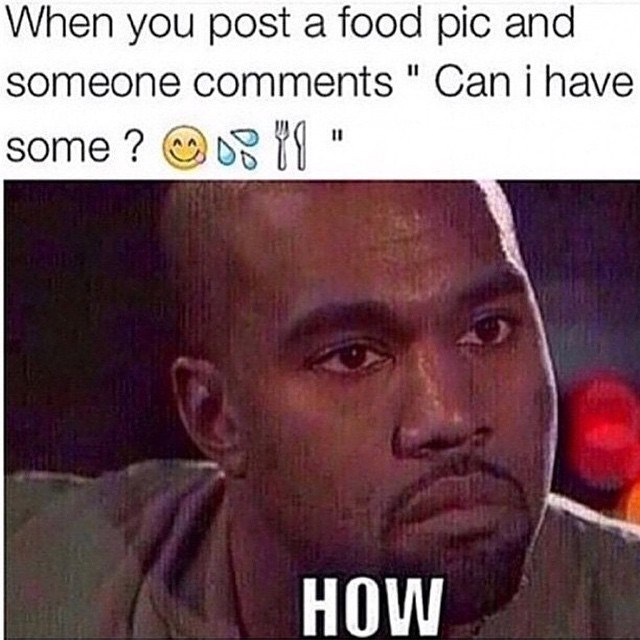 When you post a food pic and
someone comments " Can i have
some ? 😋💦🍴 "
HOW